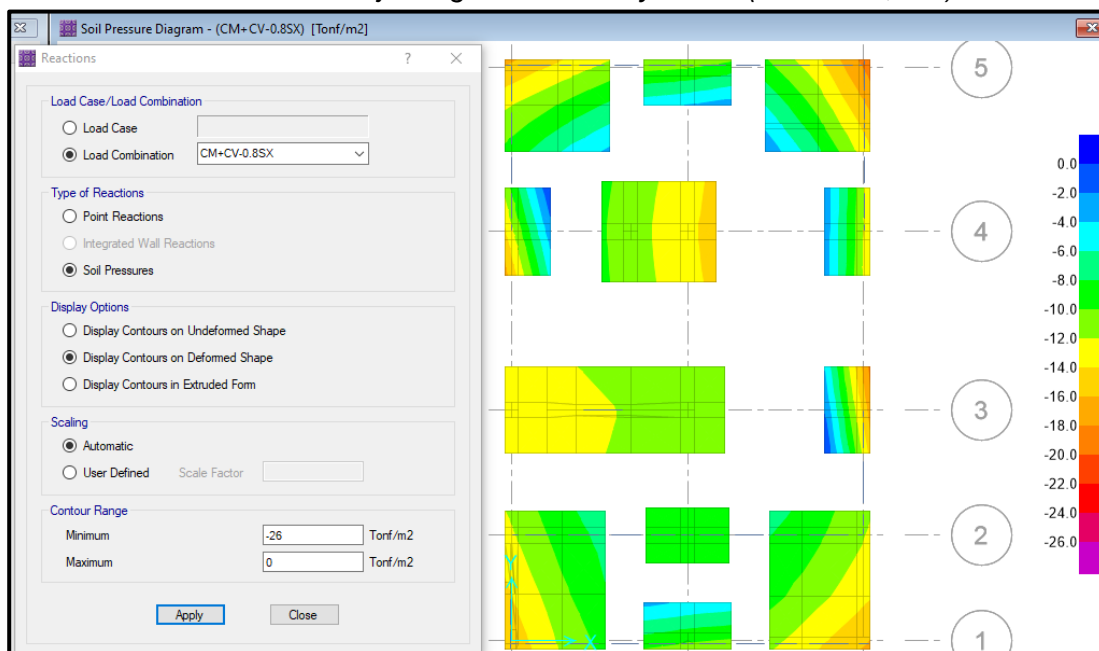 Soil Pressure Diagram - (CM+CV-0.8SX) [Tonf/m2]
Reactions
?
Load Case/Load Combination
Load Case
Load Combination CM+CV-0.8SX
Type of Reactions
Point Reactions
Integrated Wall Reactions
Soil Pressures
Display Options
Display Contours on Undeformed Shape
Display Contours on Deformed Shape
Display Contours in Extruded Form
Scaling
Automatic
User Defined Scale Factor
Contour Range
Minimum -26 Tonf/m2
Maximum 0 Tonf/m2
Apply Close
5
4
3
2
1
Y
X
0.0
-2.0
-4.0
-6.0
-8.0
-10.0
-12.0
-14.0
-16.0
-18.0
-20.0
-22.0
-24.0
-26.0